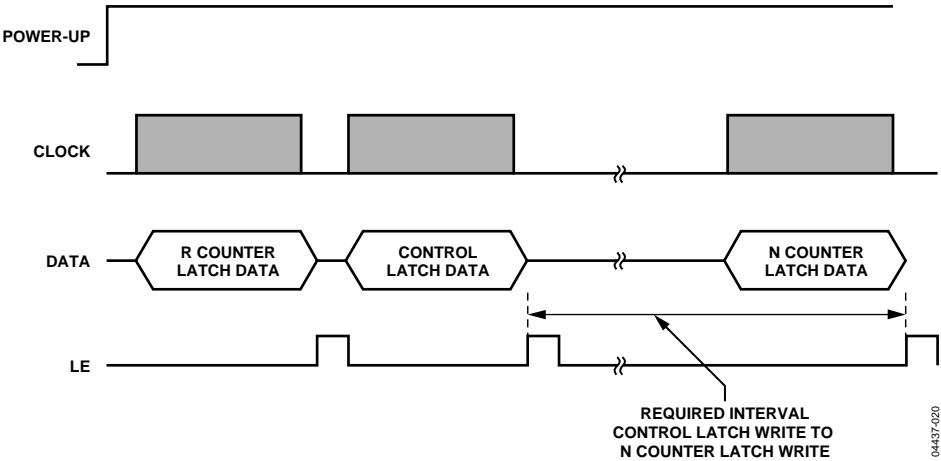 POWER-UP
CLOCK
DATA
R COUNTER
LATCH DATA
CONTROL
LATCH DATA
N COUNTER
LATCH DATA
LE
REQUIRED INTERVAL
CONTROL LATCH WRITE TO
N COUNTER LATCH WRITE
04437-020